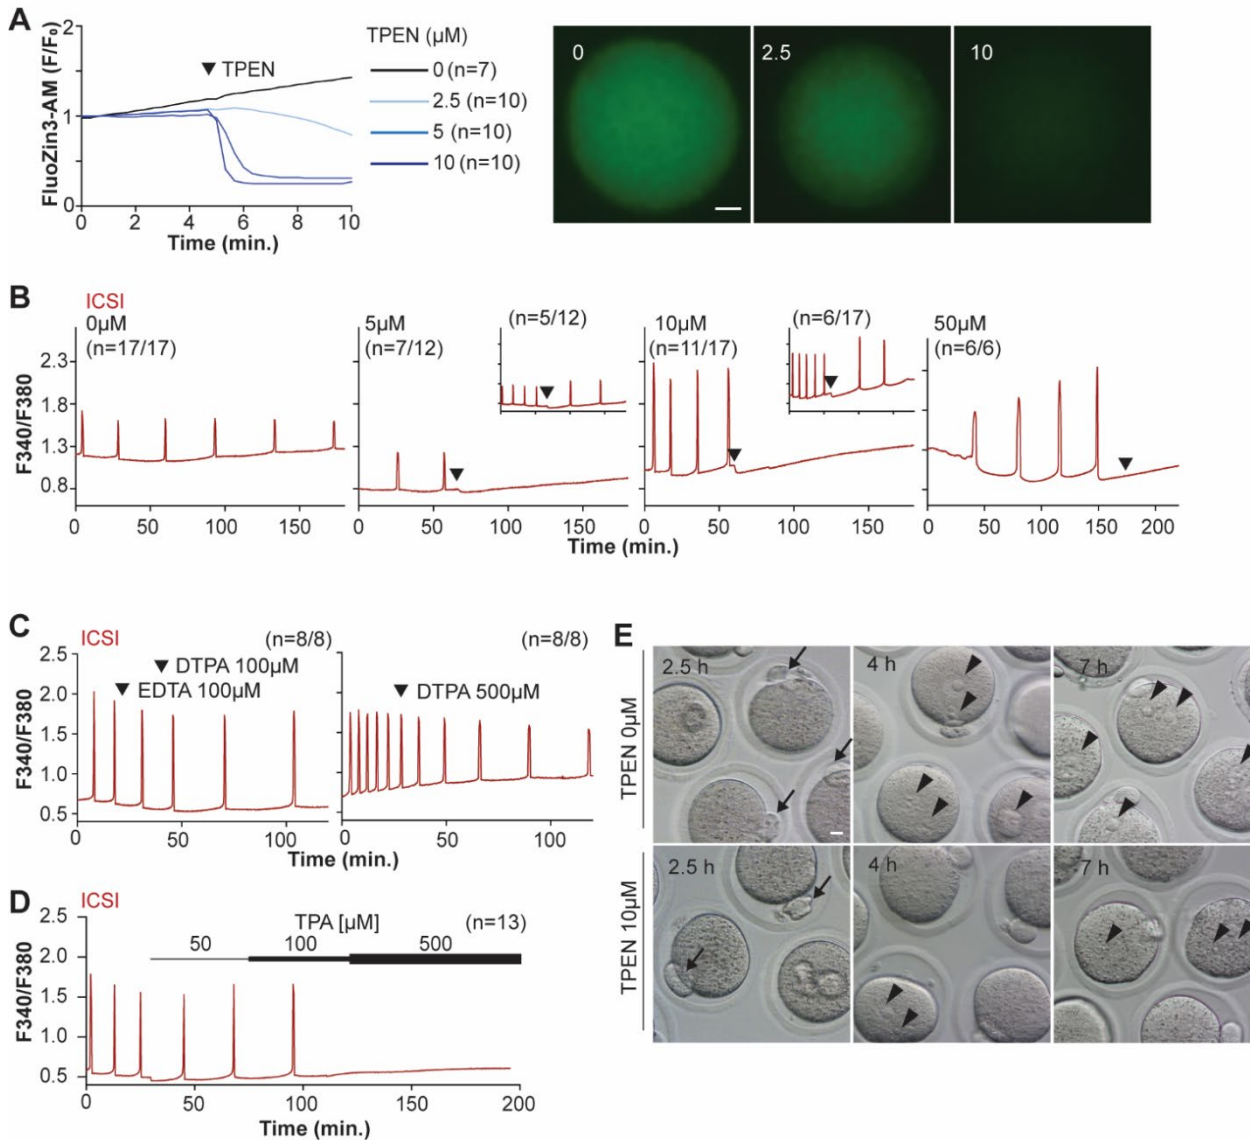 A
FluoZin3-AM (F/F₀)
2
1
0
0 2 4 6 8 10
Time (min.)
▼ TPEN
TPEN (µM)
0 (n=7)
2.5 (n=10)
5 (n=10)
10 (n=10)
0
2.5
10
B
ICSI
0µM
(n=17/17)
5µM
(n=7/12)
(n=5/12)
10µM
(n=11/17)
(n=6/17)
50µM
(n=6/6)
F340/F380
2.3
1.8
1.3
0.8
0 50 100 150
0 50 100 150
0 50 100 150
0 50 100 150 200
Time (min.)
C
ICSI
(n=8/8)
▼ DTPA 100µM
▼ EDTA 100µM
(n=8/8)
▼ DTPA 500µM
F340/F380
2.5
2.0
1.5
1.0
0.5
0 50 100
0 50 100
Time (min.)
Time (min.)
D
ICSI
TPA [µM]
(n=13)
50 100 500
F340/F380
2.5
2.0
1.5
1.0
0.5
0 50 100 150 200
Time (min.)
E
TPEN 0µM
2.5 h
4 h
7 h
TPEN 10µM
2.5 h
4 h
7 h